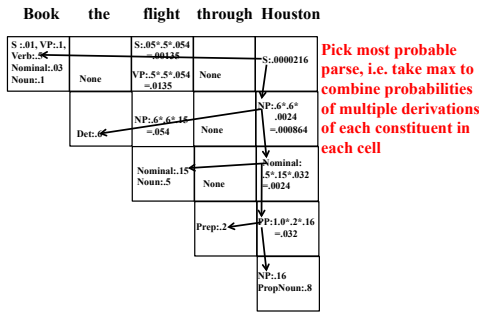 Book the flight through Houston
S :.01, VP:.1,
Verb:.5
Nominal:.03
Noun:.1
None
S:.05*.5*.054
=.00135
VP:.5*.5*.054
=.0135
None
S:.0000216
Pick most probable
parse, i.e. take max to
combine probabilities
of multiple derivations
of each constituent in
each cell
Det:.6
NP:.6*.6*.15
=.054
None
NP:.6*.6*
.0024
=.000864
Nominal:.15
Noun:.5
None
Nominal:
.5*.15*.032
=.0024
Prep:.2
PP:1.0*.2*.16
=.032
NP:.16
PropNoun:.8